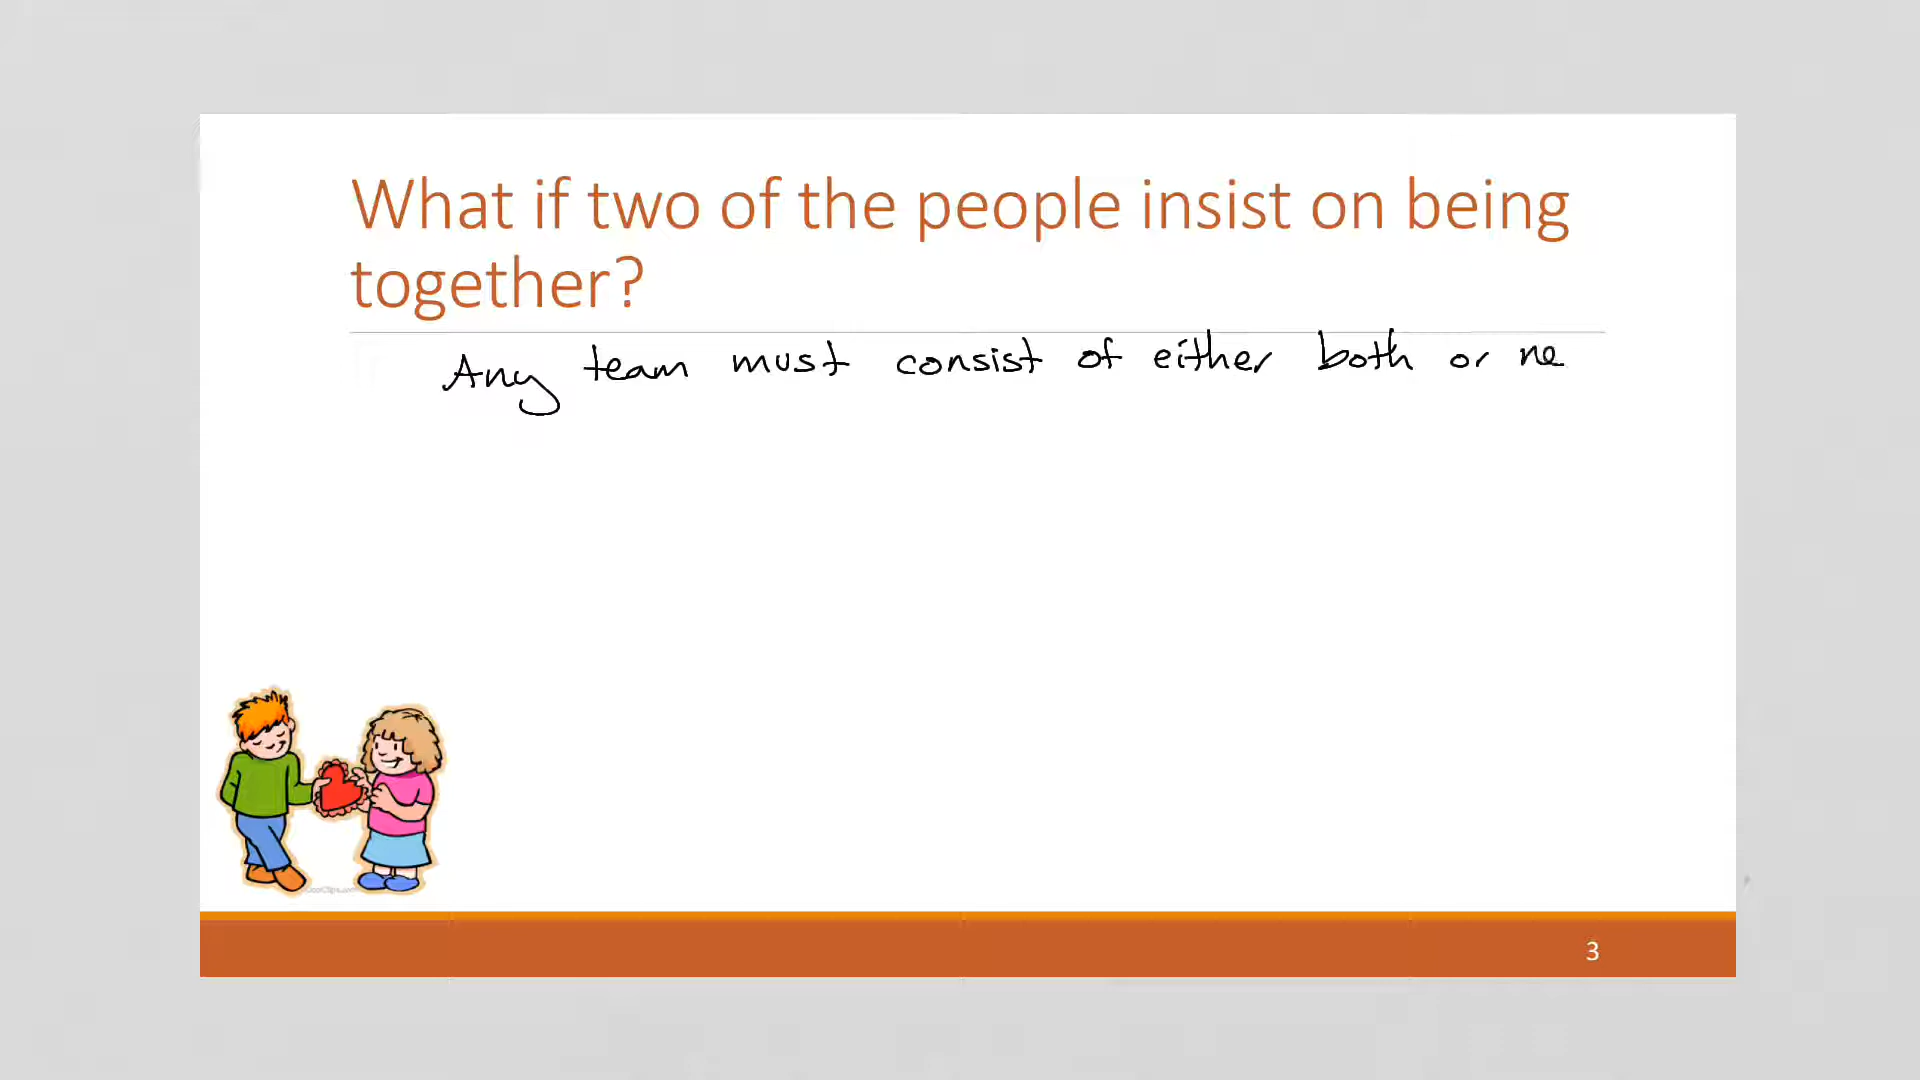 What if two of the people insist on being
together?
Any team must consist of either both or ne
3